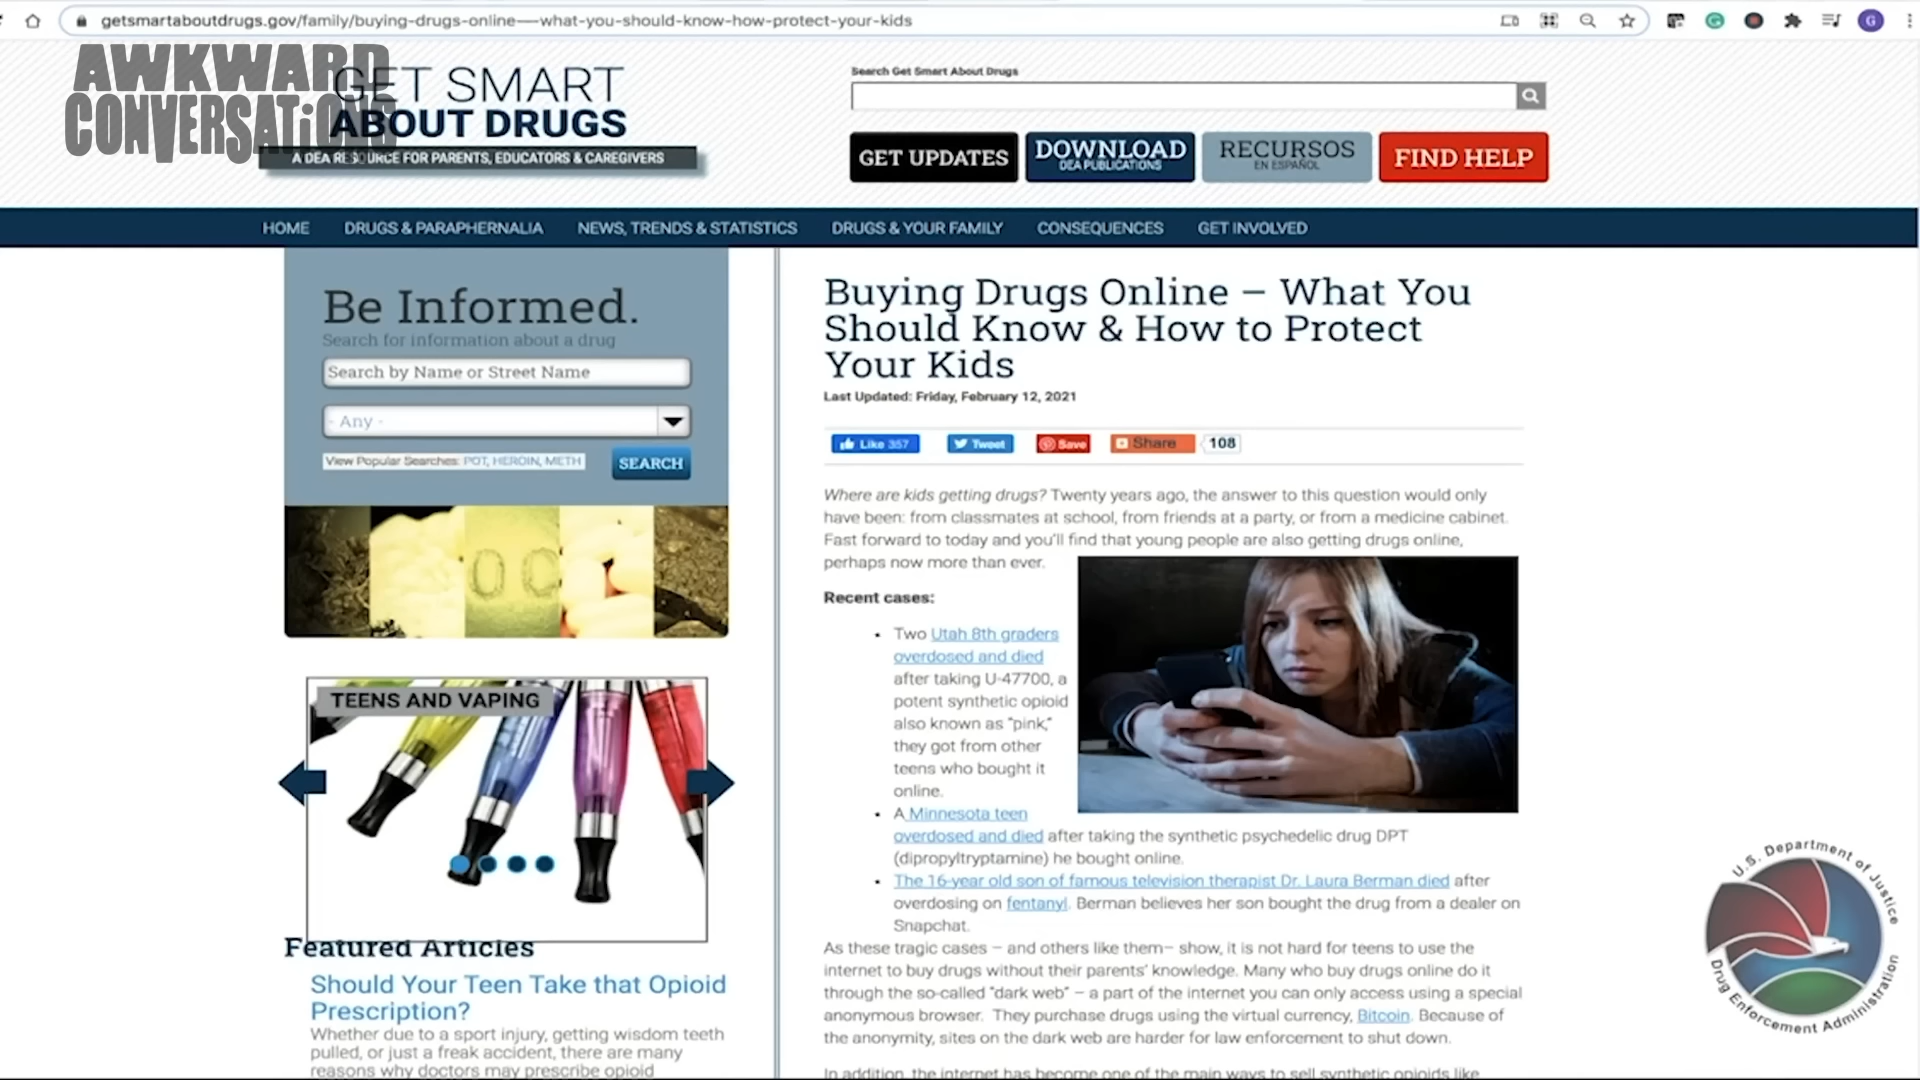 getsmartaboutdrugs.gov/family/buying-drugs-online—-what-you-should-know-how-protect-your-kids
G
AWKWARD
CONVERSATiONS
GET SMART
ABOUT DRUGS
A DEA RESOURCE FOR PARENTS, EDUCATORS & CAREGIVERS
Search Get Smart About Drugs
GET UPDATES
DOWNLOAD
DEA PUBLICATIONS
RECURSOS
EN ESPAÑOL
FIND HELP
HOME DRUGS & PARAPHERNALIA NEWS, TRENDS & STATISTICS DRUGS & YOUR FAMILY CONSEQUENCES GET INVOLVED
Be Informed.
Search for information about a drug
Search by Name or Street Name
- Any -
View Popular Searches: POT, HEROIN, METH
SEARCH
TEENS AND VAPING
Featured Articles
Should Your Teen Take that Opioid
Prescription?
Whether due to a sport injury, getting wisdom teeth
pulled, or just a freak accident, there are many
reasons why doctors may prescribe opioid
Buying Drugs Online – What You
Should Know & How to Protect
Your Kids
Last Updated: Friday, February 12, 2021
Like 357 Tweet Save Share 108
Where are kids getting drugs? Twenty years ago, the answer to this question would only
have been: from classmates at school, from friends at a party, or from a medicine cabinet.
Fast forward to today and you'll find that young people are also getting drugs online,
perhaps now more than ever.
Recent cases:
• Two Utah 8th graders
overdosed and died
after taking U-47700, a
potent synthetic opioid
also known as "pink,"
they got from other
teens who bought it
online.
• A Minnesota teen
overdosed and died after taking the synthetic psychedelic drug DPT
(dipropyltryptamine) he bought online.
• The 16-year old son of famous television therapist Dr. Laura Berman died after
overdosing on fentanyl. Berman believes her son bought the drug from a dealer on
Snapchat.
As these tragic cases – and others like them– show, it is not hard for teens to use the
internet to buy drugs without their parents' knowledge. Many who buy drugs online do it
through the so-called "dark web" – a part of the internet you can only access using a special
anonymous browser. They purchase drugs using the virtual currency, Bitcoin. Because of
the anonymity, sites on the dark web are harder for law enforcement to shut down.
In addition, the internet has become one of the main ways to sell synthetic opioids like
U.S. Department of Justice
Drug Enforcement Administration